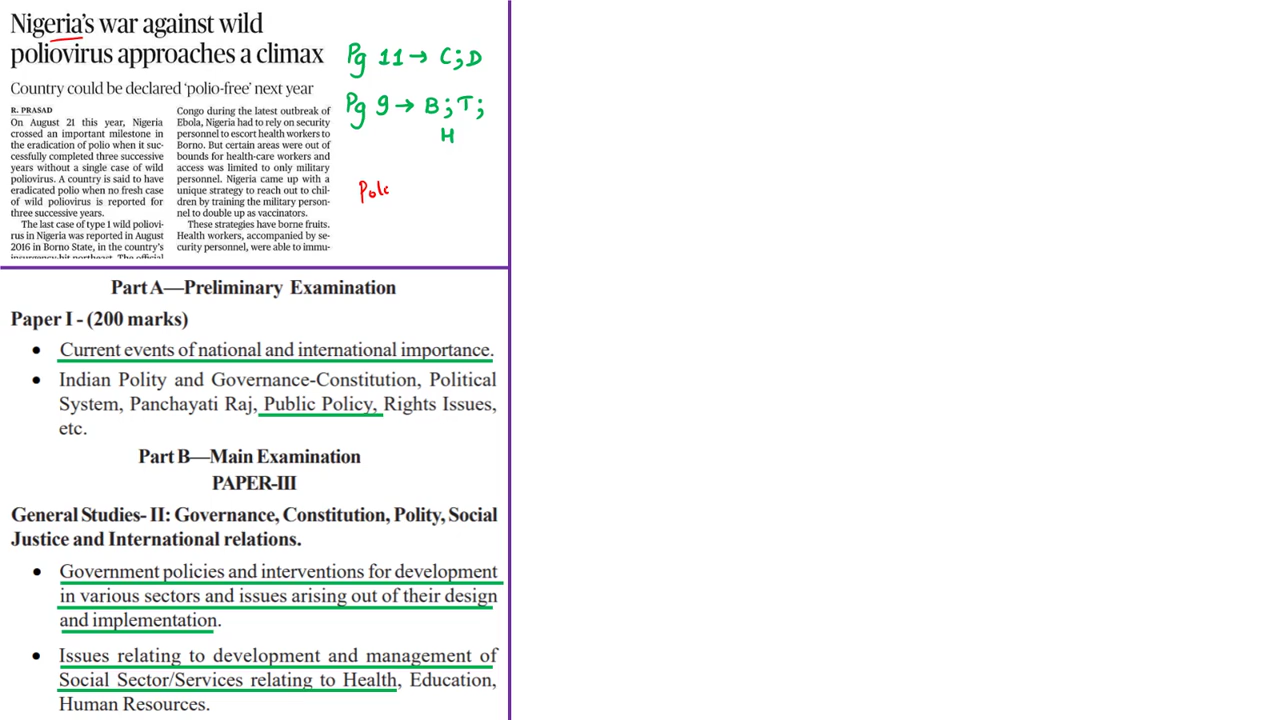 Nigeria's war against wild
poliovirus approaches a climax
Country could be declared 'polio-free' next year
R. PRASAD
On August 21 this year, Nigeria
crossed an important milestone in
the eradication of polio when it suc-
cessfully completed three successive
years without a single case of wild
poliovirus. A country is said to have
eradicated polio when no fresh case
of wild poliovirus is reported for
three successive years.
The last case of type 1 wild poliovi-
rus in Nigeria was reported in August
2016 in Borno State, in the country's
insurgency-hit northeast. The official
Congo during the latest outbreak of
Ebola, Nigeria had to rely on security
personnel to escort health workers to
Borno. But certain areas were out of
bounds for health-care workers and
access was limited to only military
personnel. Nigeria came up with a
unique strategy to reach out to chil-
dren by training the military person-
nel to double up as vaccinators.
These strategies have borne fruits.
Health workers, accompanied by se-
curity personnel, were able to immu-
Pg 11 → C; D
Pg 9 → B; T;
H
Part A—Preliminary Examination
Paper I - (200 marks)
• Current events of national and international importance.
• Indian Polity and Governance-Constitution, Political
System, Panchayati Raj, Public Policy, Rights Issues,
etc.
Part B—Main Examination
PAPER-III
General Studies- II: Governance, Constitution, Polity, Social
Justice and International relations.
• Government policies and interventions for development
in various sectors and issues arising out of their design
and implementation.
• Issues relating to development and management of
Social Sector/Services relating to Health, Education,
Human Resources.